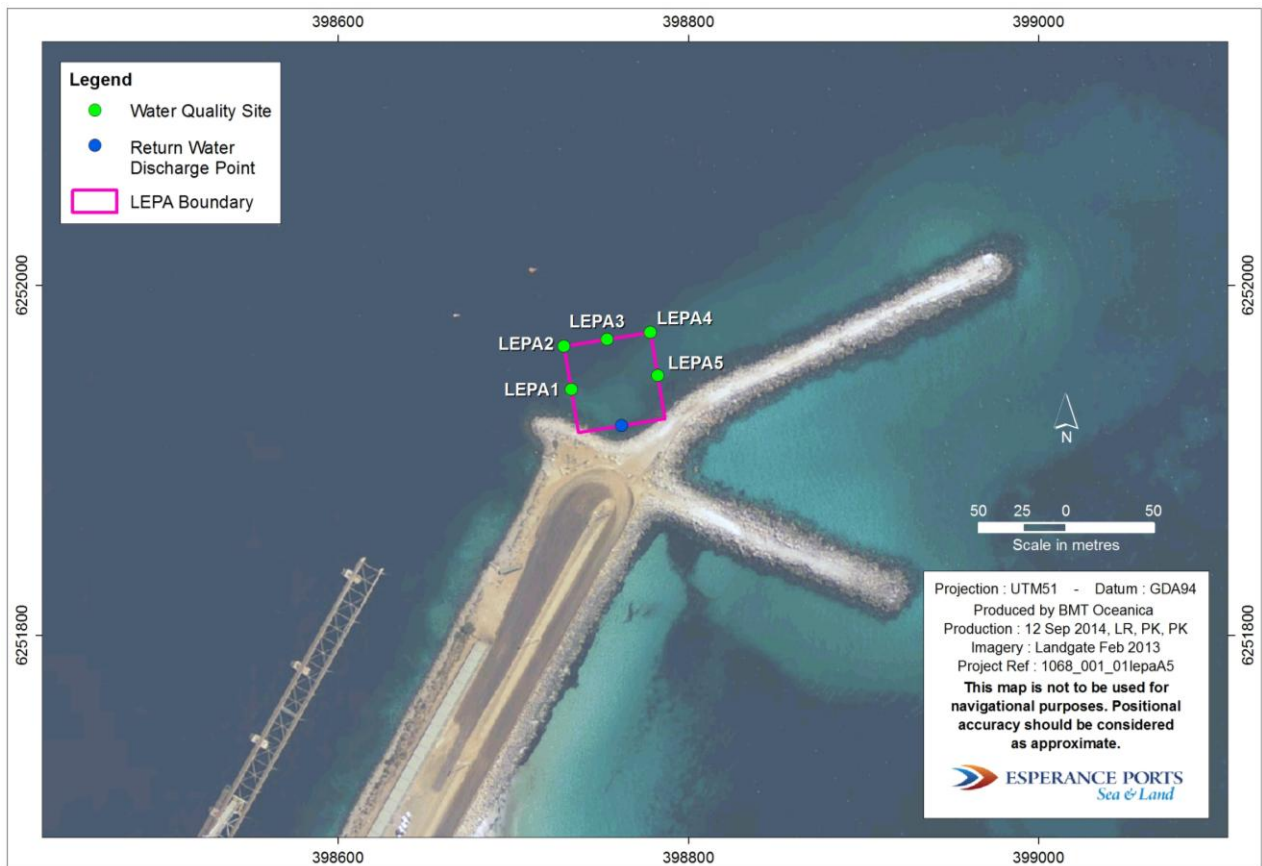 398600
398800
399000
Legend
Water Quality Site
Return Water
Discharge Point
LEPA Boundary
6252000
6252000
LEPA3
LEPA4
LEPA2
LEPA5
LEPA1
N
50 25 0 50
Scale in metres
6251800
6251800
Projection : UTM51 - Datum : GDA94
Produced by BMT Oceanica
Production : 12 Sep 2014, LR, PK, PK
Imagery : Landgate Feb 2013
Project Ref : 1068_001_01lepaA5
This map is not to be used for
navigational purposes. Positional
accuracy should be considered
as approximate.
ESPERANCE PORTS
Sea & Land
398600
398800
399000